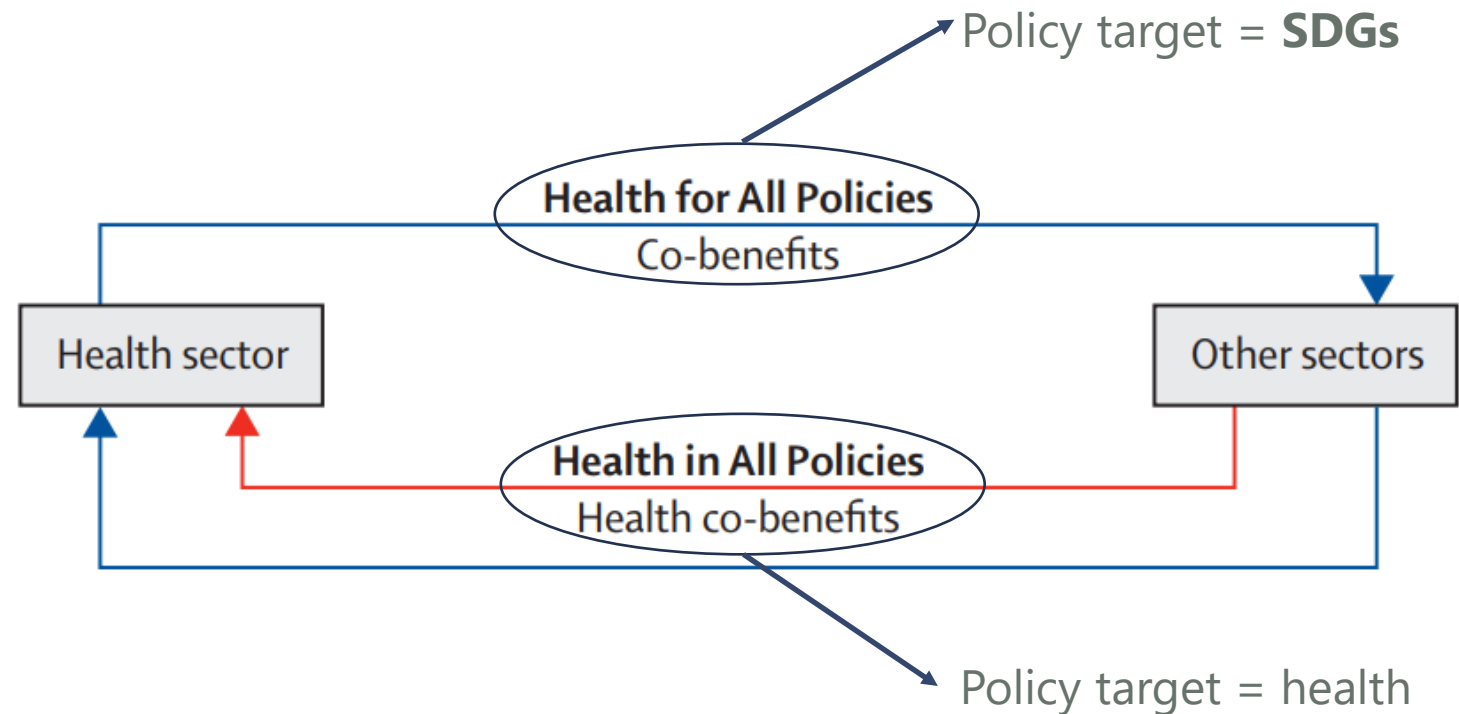 Policy target = SDGs
Health for All Policies
Co-benefits
Health sector
Other sectors
Health in All Policies
Health co-benefits
Policy target = health